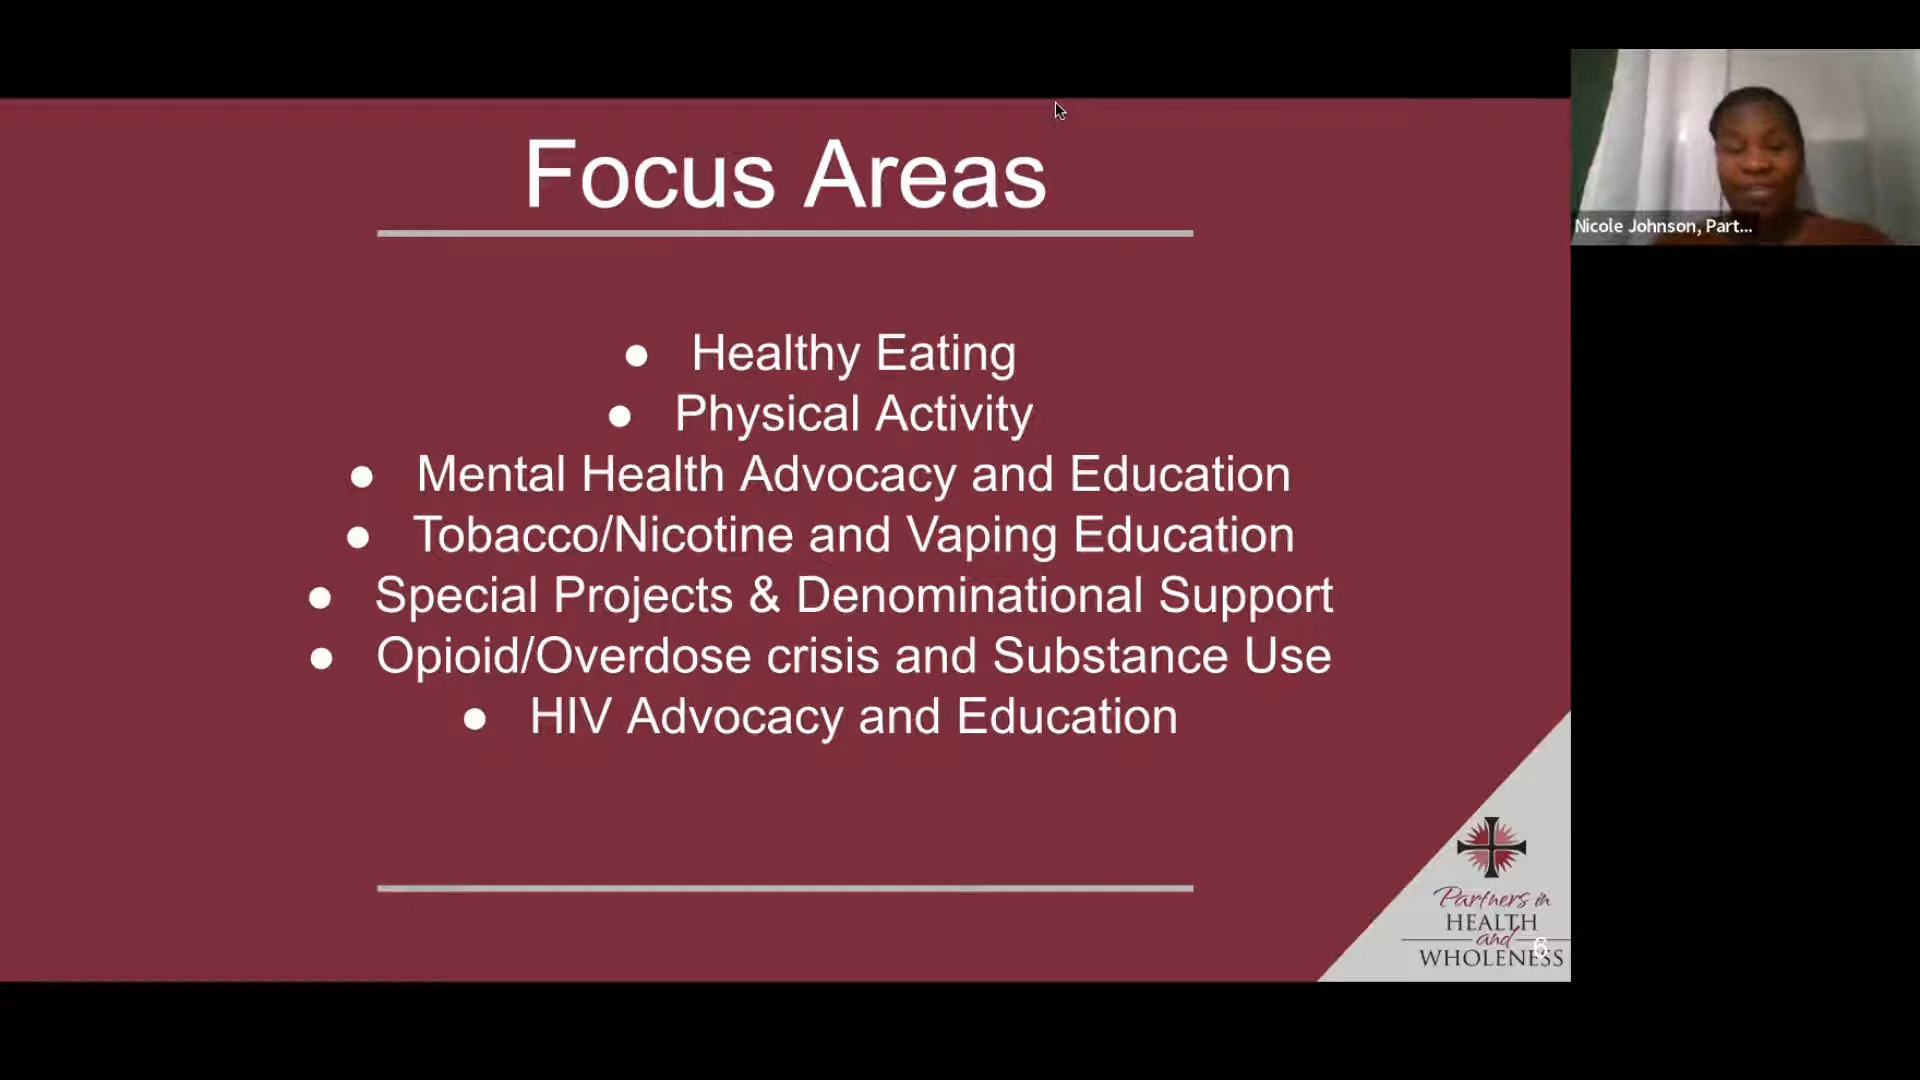 Focus Areas
● Healthy Eating
● Physical Activity
● Mental Health Advocacy and Education
● Tobacco/Nicotine and Vaping Education
● Special Projects & Denominational Support
● Opioid/Overdose crisis and Substance Use
● HIV Advocacy and Education
Nicole Johnson, Part...
Partners in
HEALTH
and
WHOLENESS
6